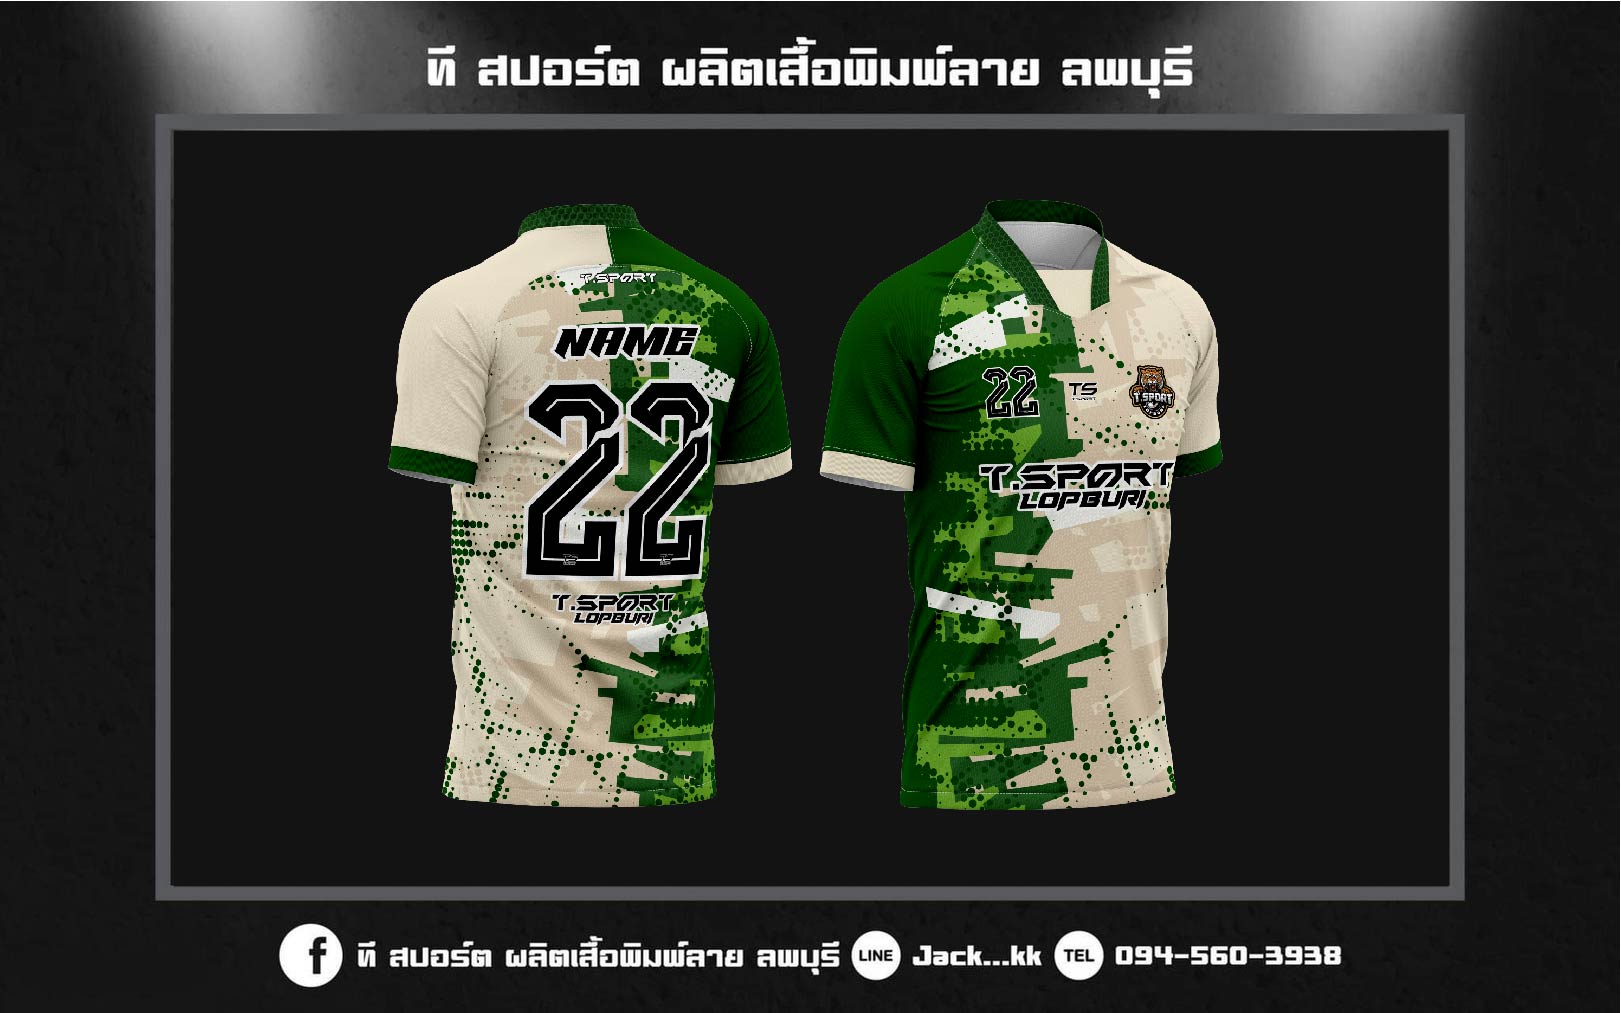 ที สปอร์ต ผลิตเสื้อพิมพ์ลาย ลพบุรี
T.SPORT
NAME
22
T.SPORT
LOPBURI
22
TS
T.SPORT
T.SPORT
LOPBURI
ที สปอร์ต ผลิตเสื้อพิมพ์ลาย ลพบุรี
LINE
Jack...kk
TEL
094-560-3938